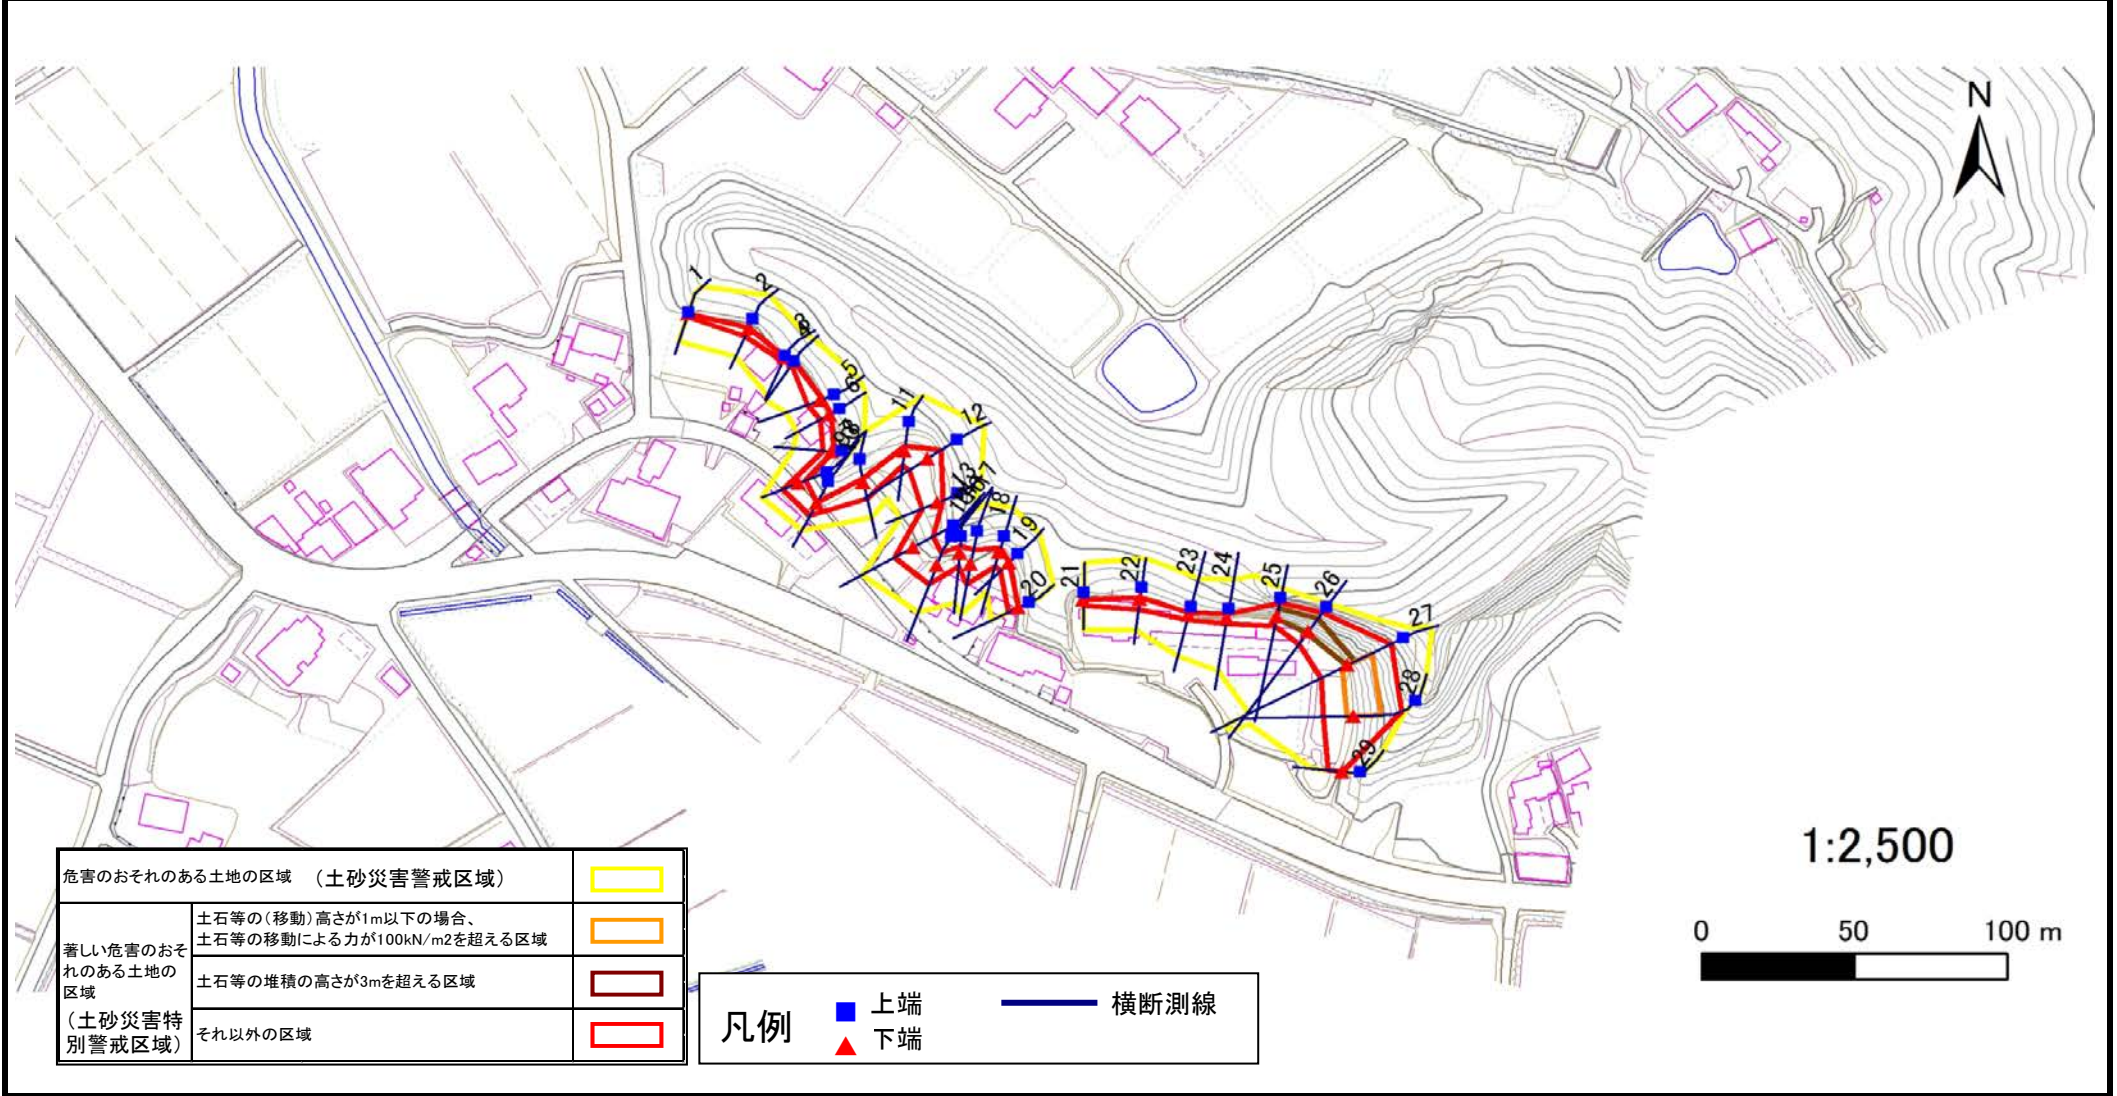 N
1
2
3
4
5
6
11
12
13
17
18
19
20
21
22
23
24
25
26
27
28
29
1:2,500
0 50 100 m
危害のおそれのある土地の区域 （土砂災害警戒区域）
著しい危害のおそ
れのある土地の
区域
（土砂災害特
別警戒区域）
土石等の（移動）高さが1m以下の場合、
土石等の移動による力が100kN/m2を超える区域
土石等の堆積の高さが3mを超える区域
それ以外の区域
凡例
上端
下端
横断測線